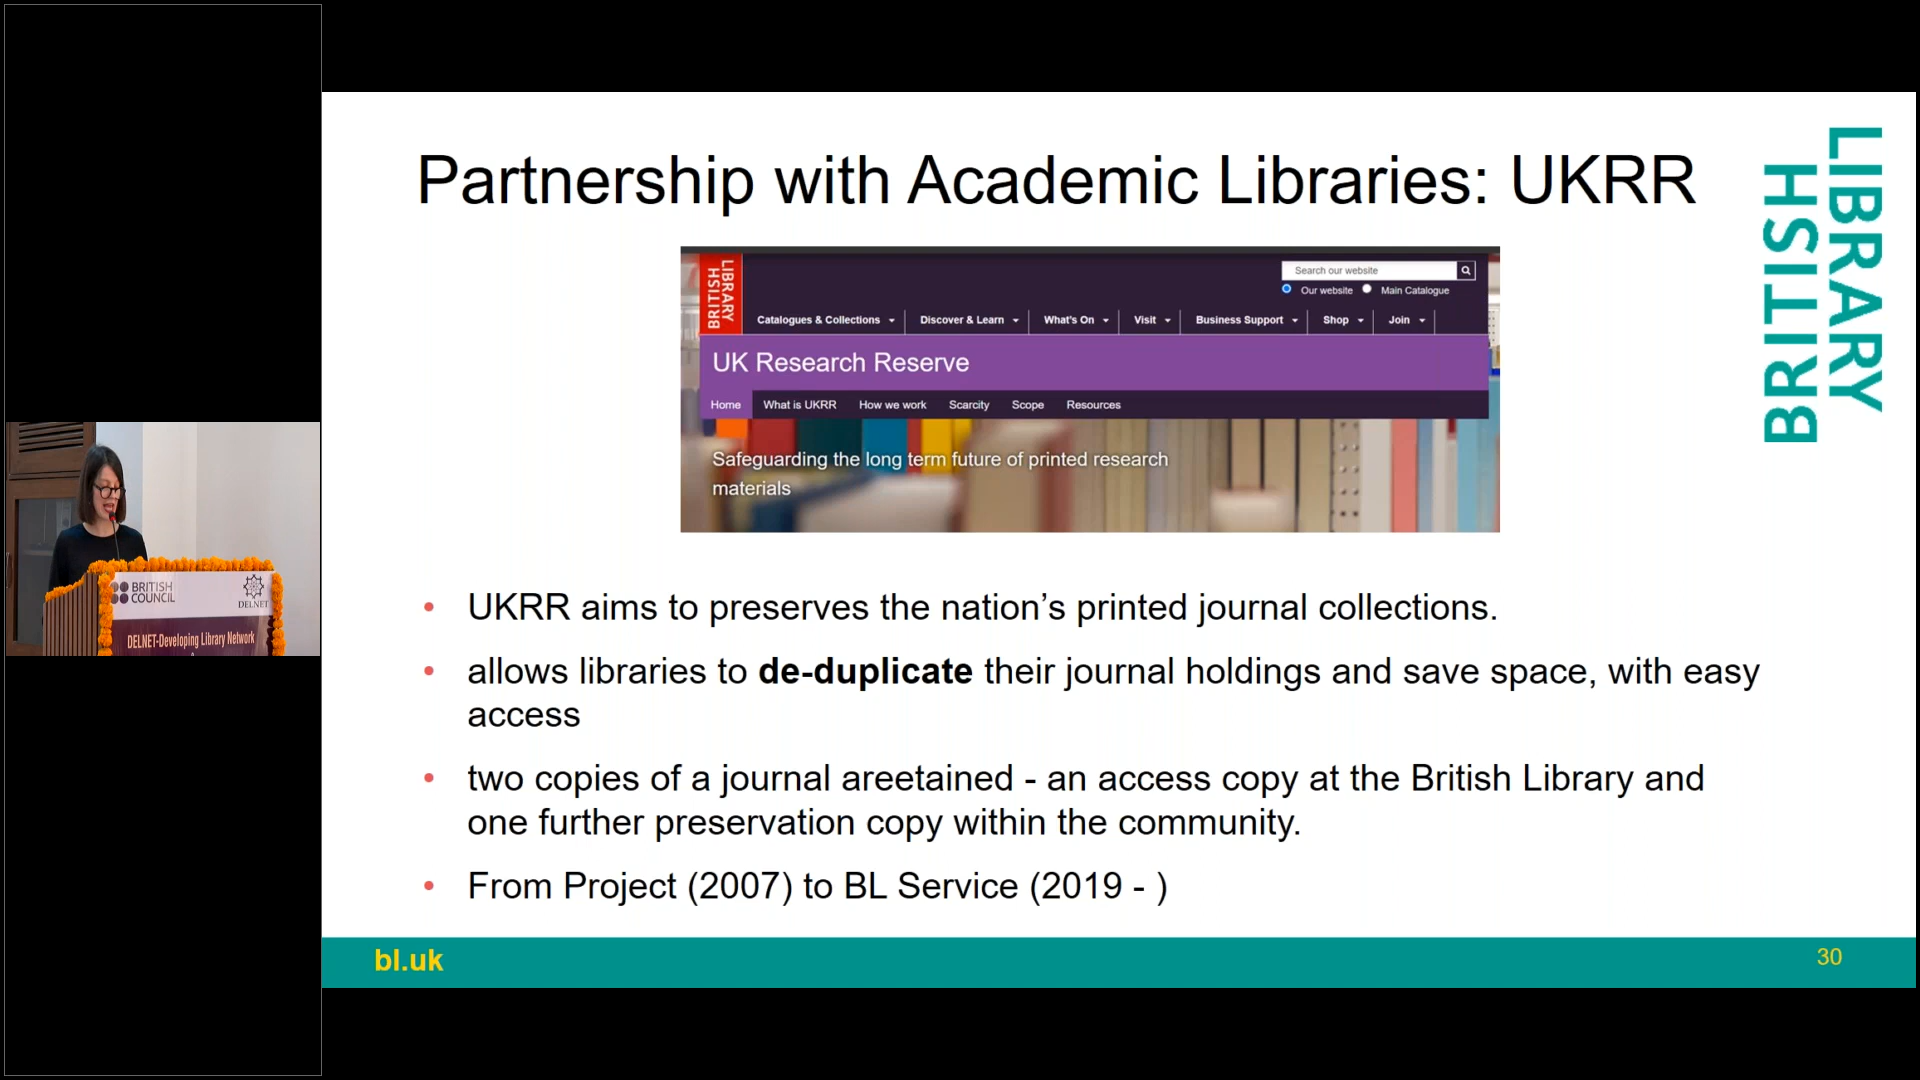 Partnership with Academic Libraries: UKRR
BRITISH
LIBRARY
BRITISH
LIBRARY
Search our website
Our website
Main Catalogue
Catalogues & Collections
Discover & Learn
What's On
Visit
Business Support
Shop
Join
UK Research Reserve
Home
What is UKRR
How we work
Scarcity
Scope
Resources
Safeguarding the long term future of printed research
materials
• UKRR aims to preserves the nation’s printed journal collections.
• allows libraries to de-duplicate their journal holdings and save space, with easy
access
• two copies of a journal areetained - an access copy at the British Library and
one further preservation copy within the community.
• From Project (2007) to BL Service (2019 - )
bl.uk
30
BRITISH
COUNCIL
DELNET
DELNET-Developing Library Network